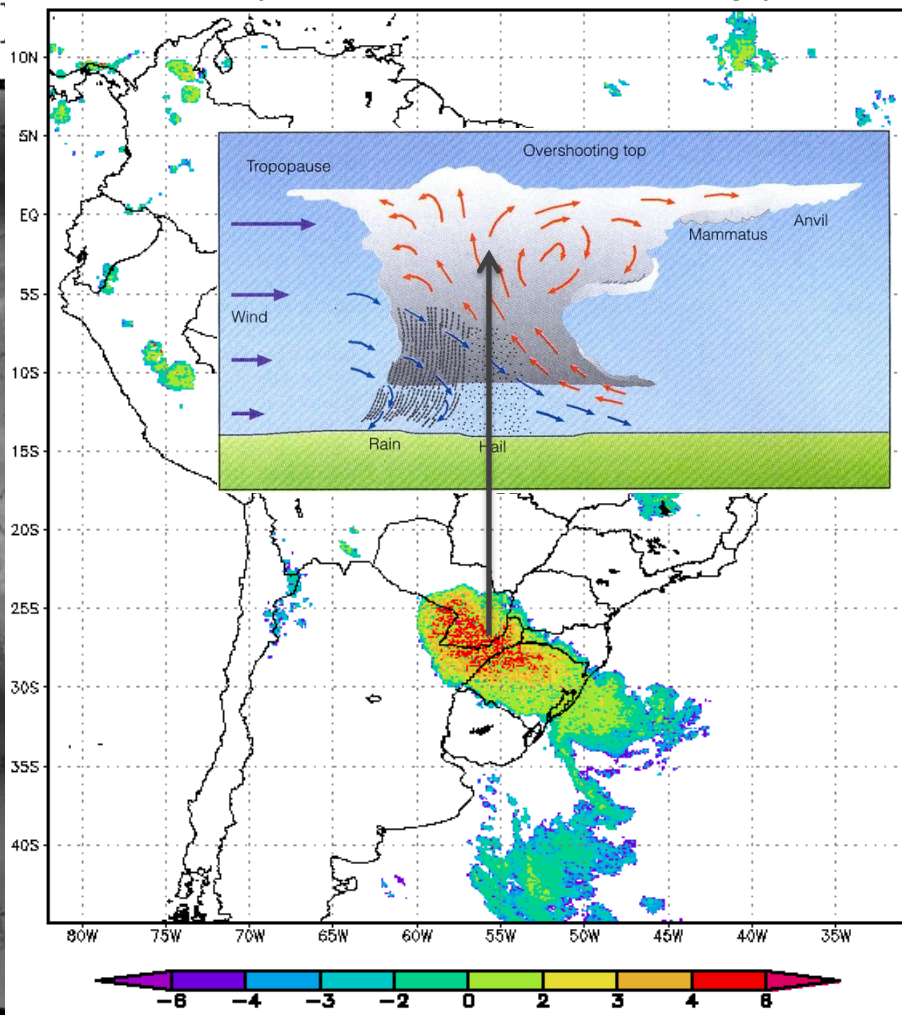 10N
5N
EQ
5S
10S
15S
20S
25S
30S
35S
40S
Tropopause
Overshooting top
Mammatus
Anvil
Wind
Rain
Hail
80W 75W 70W 65W 60W 55W 50W 45W 40W 35W
-6 -4 -3 -2 0 2 3 4 6